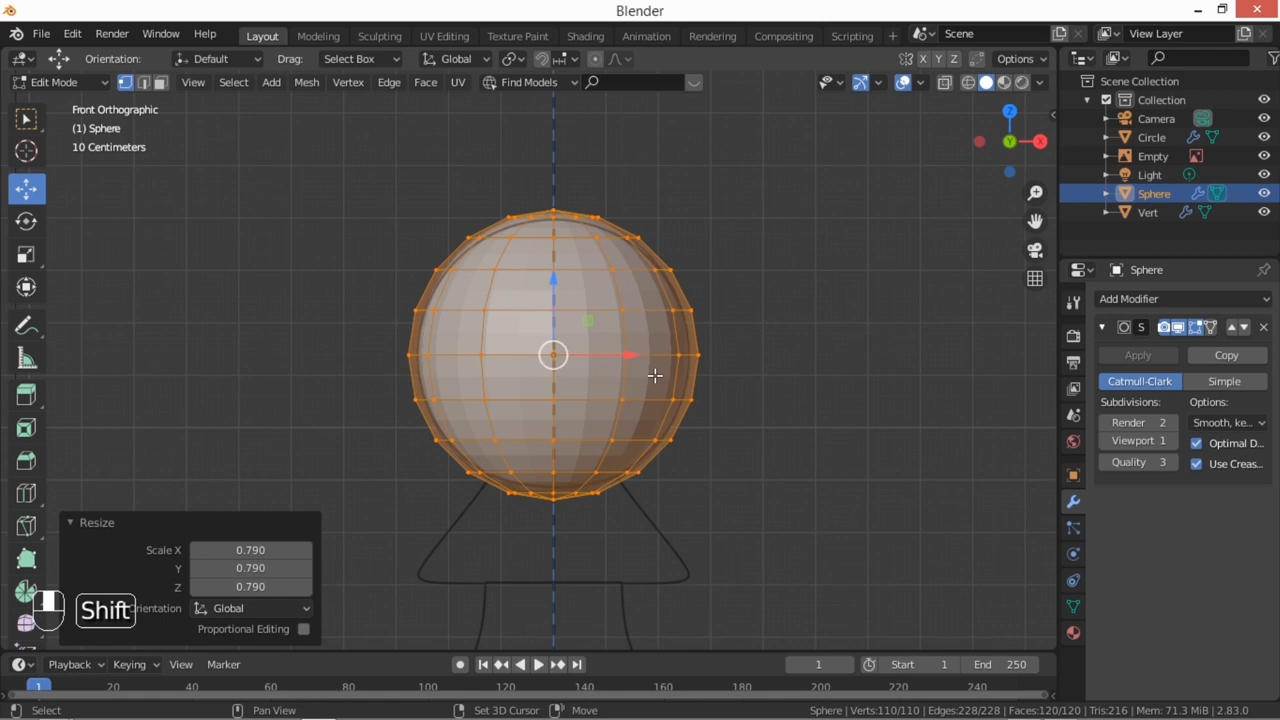 Blender
File Edit Render Window Help Layout Modeling Sculpting UV Editing Texture Paint Shading Animation Rendering Compositing Scripting + Scene View Layer
Orientation: Default Drag: Select Box Global X Y Z Options
Edit Mode View Select Add Mesh Vertex Edge Face UV Find Models
Front Orthographic
(1) Sphere
10 Centimeters
Z
Y
X
Scene Collection
Collection
Camera
Circle
Empty
Light
Sphere
Vert
Sphere
Add Modifier
S
Apply Copy
Catmull-Clark Simple
Subdivisions: Options:
Render 2 Smooth, ke...
Viewport 1 Optimal D...
Quality 3 Use Creas...
Resize
Scale X 0.790
Y 0.790
Z 0.790
Orientation Global
Proportional Editing
Shift
Playback Keying View Marker 1 Start 1 End 250
1 20 40 60 80 100 120 140 160 180 200 220 240
Select Pan View Set 3D Cursor Move Sphere | Verts:110/110 | Edges:228/228 | Faces:120/120 | Tris:216 | Mem: 71.3 MiB | 2.83.0